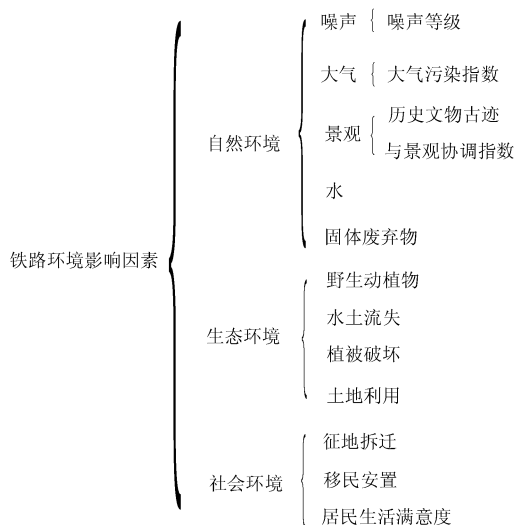 噪声 { 噪声等级
大气 { 大气污染指数
历史文物古迹
自然环境
景观
与景观协调指数
水
固体废弃物
铁路环境影响因素
野生动植物
水土流失
生态环境
植被破坏
土地利用
征地拆迁
社会环境
移民安置
居民生活满意度